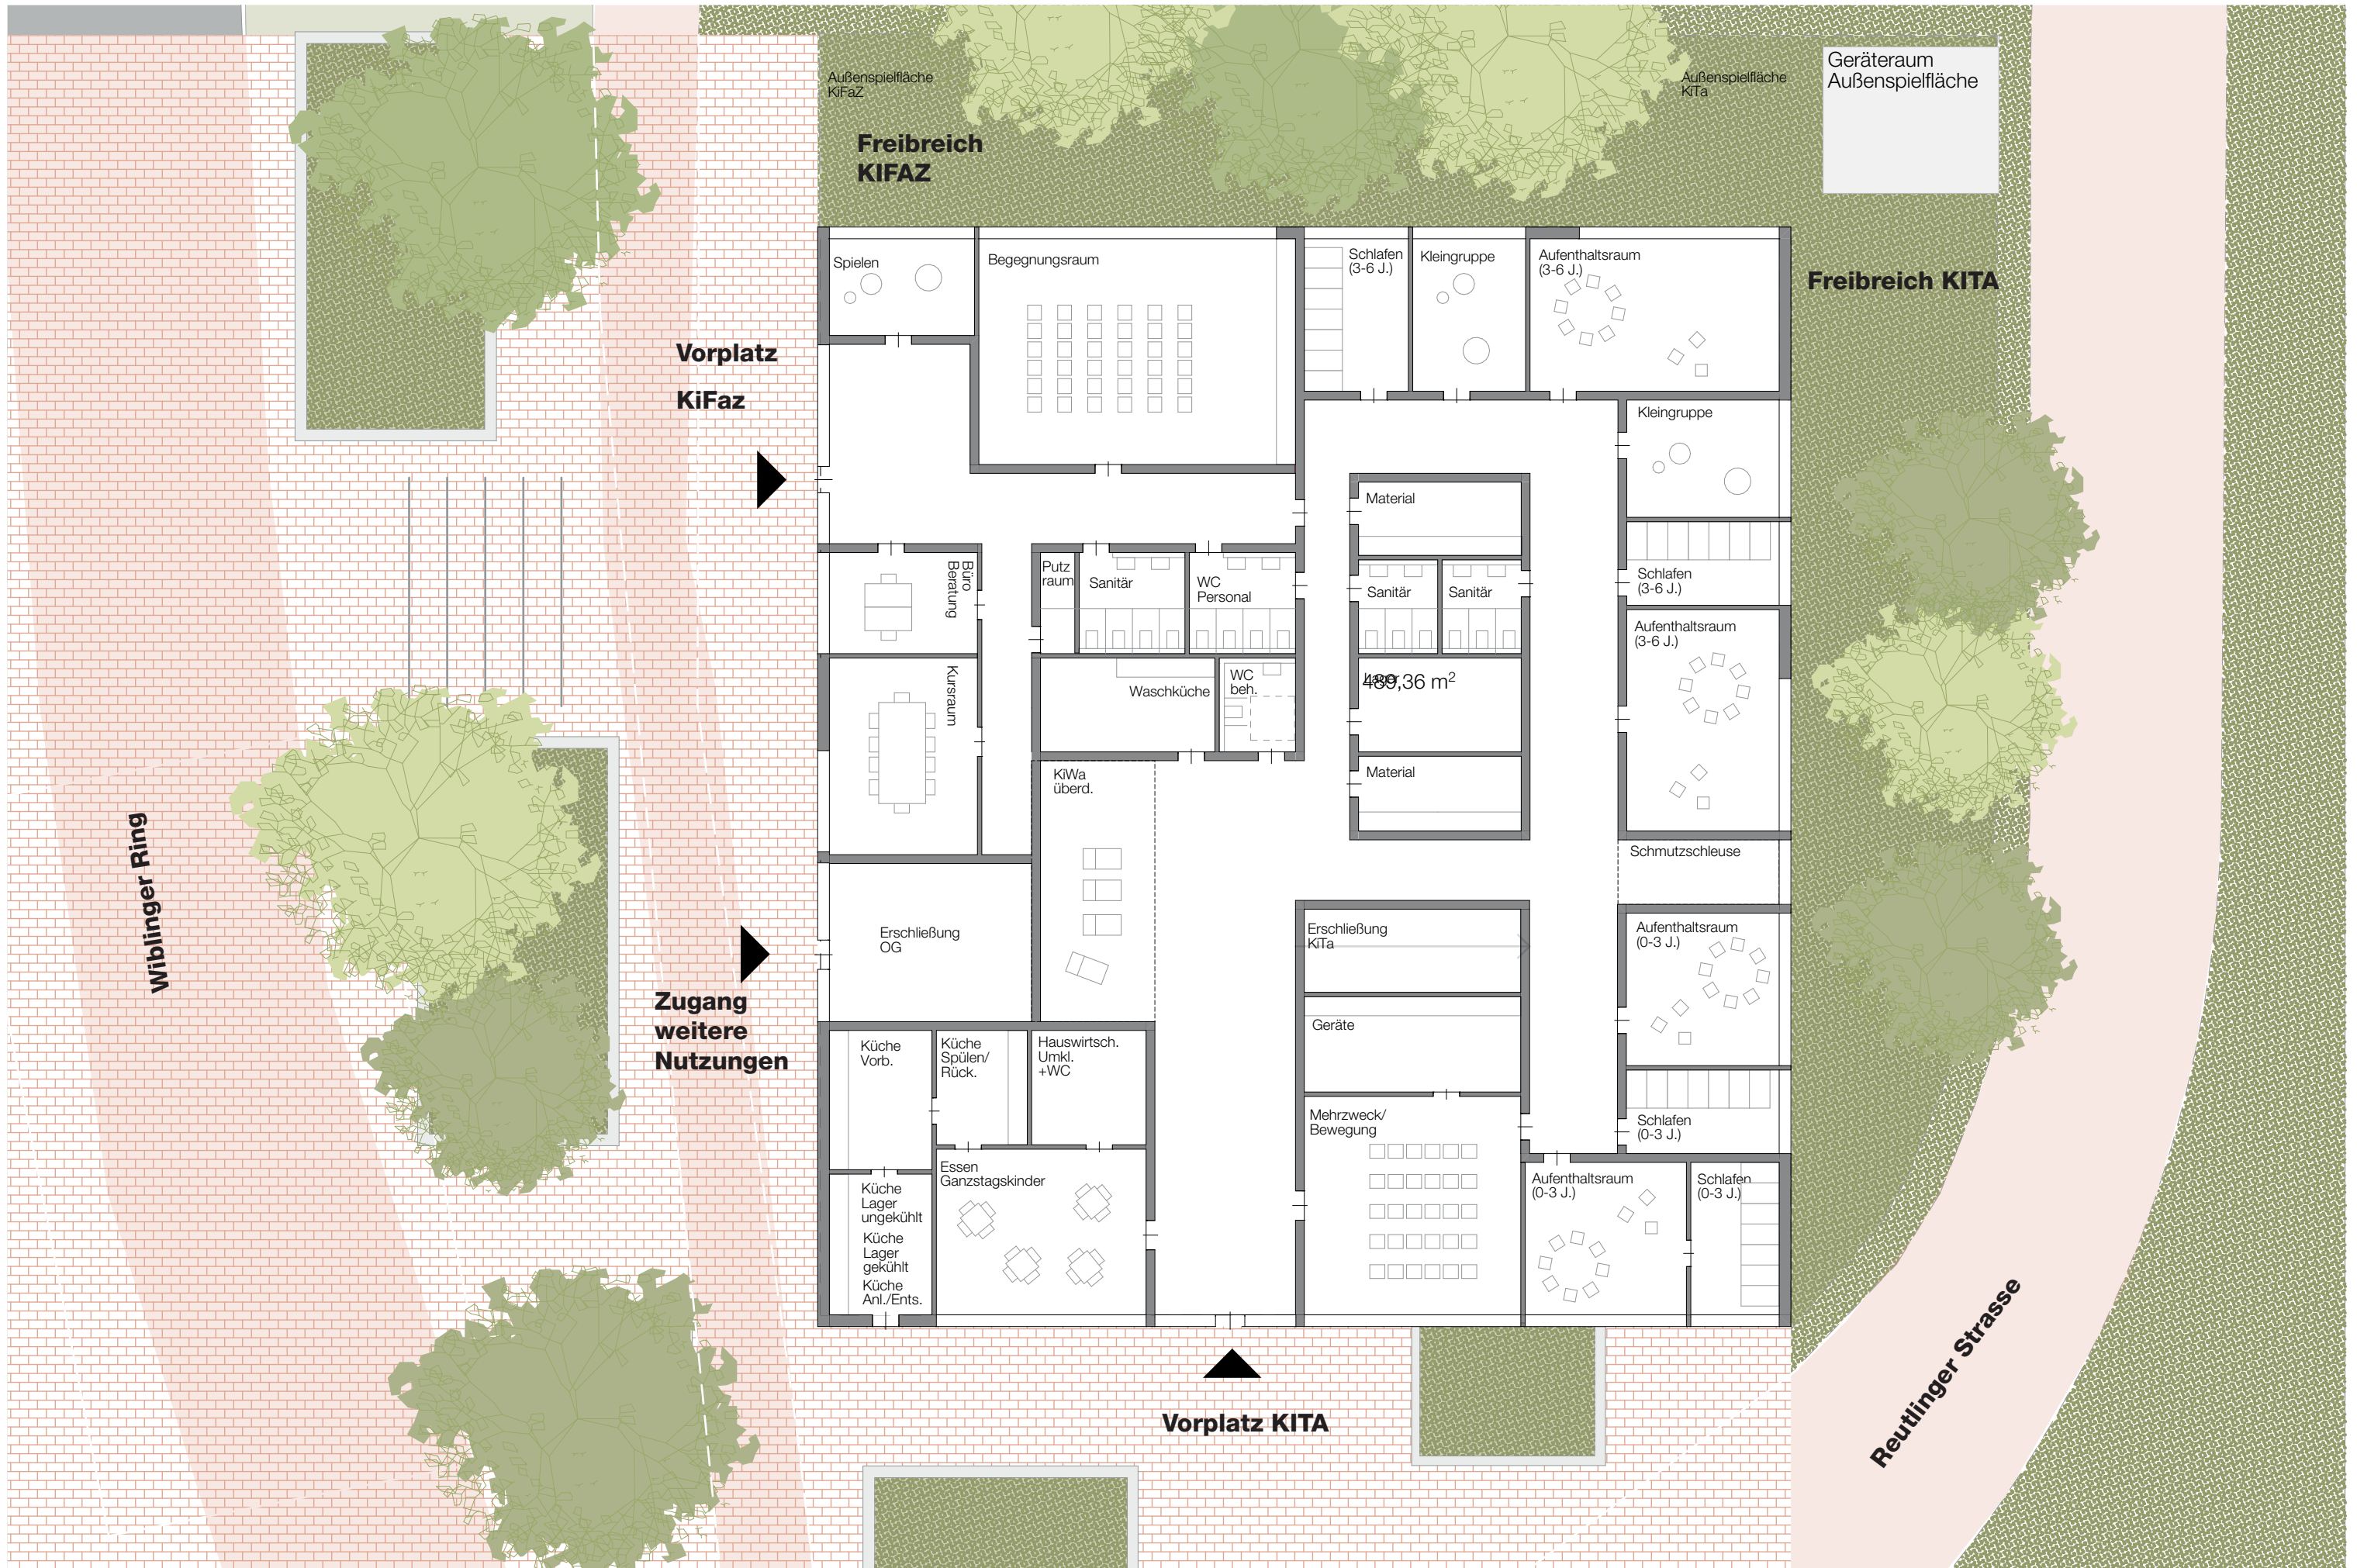 Außenspielfläche
KiFaZ
Außenspielfläche
KiTa
Geräteraum
Außenspielfläche
Freibreich
KIFAZ
Freibreich KITA
Spielen
Begegnungsraum
Schlafen
(3-6 J.)
Kleingruppe
Aufenthaltsraum
(3-6 J.)
Vorplatz
KiFaz
Kleingruppe
Material
Büro
Beratung
Putz
raum
Sanitär
WC
Personal
Sanitär
Sanitär
Schlafen
(3-6 J.)
Aufenthaltsraum
(3-6 J.)
Kursraum
Waschküche
WC
beh.
489,36 m²
KiWa
überd.
Material
Wiblinger Ring
Schmutzschleuse
Erschließung
OG
Erschließung
KiTa
Aufenthaltsraum
(0-3 J.)
Zugang
weitere
Nutzungen
Geräte
Küche
Vorb.
Küche
Spülen/
Rück.
Hauswirtsch.
Umkl.
+WC
Mehrzweck/
Bewegung
Schlafen
(0-3 J.)
Essen
Ganzstagskinder
Küche
Lager
ungekühlt
Küche
Lager
gekühlt
Küche
Anl./Ents.
Aufenthaltsraum
(0-3 J.)
Schlafen
(0-3 J.)
Vorplatz KITA
Reutlinger Strasse